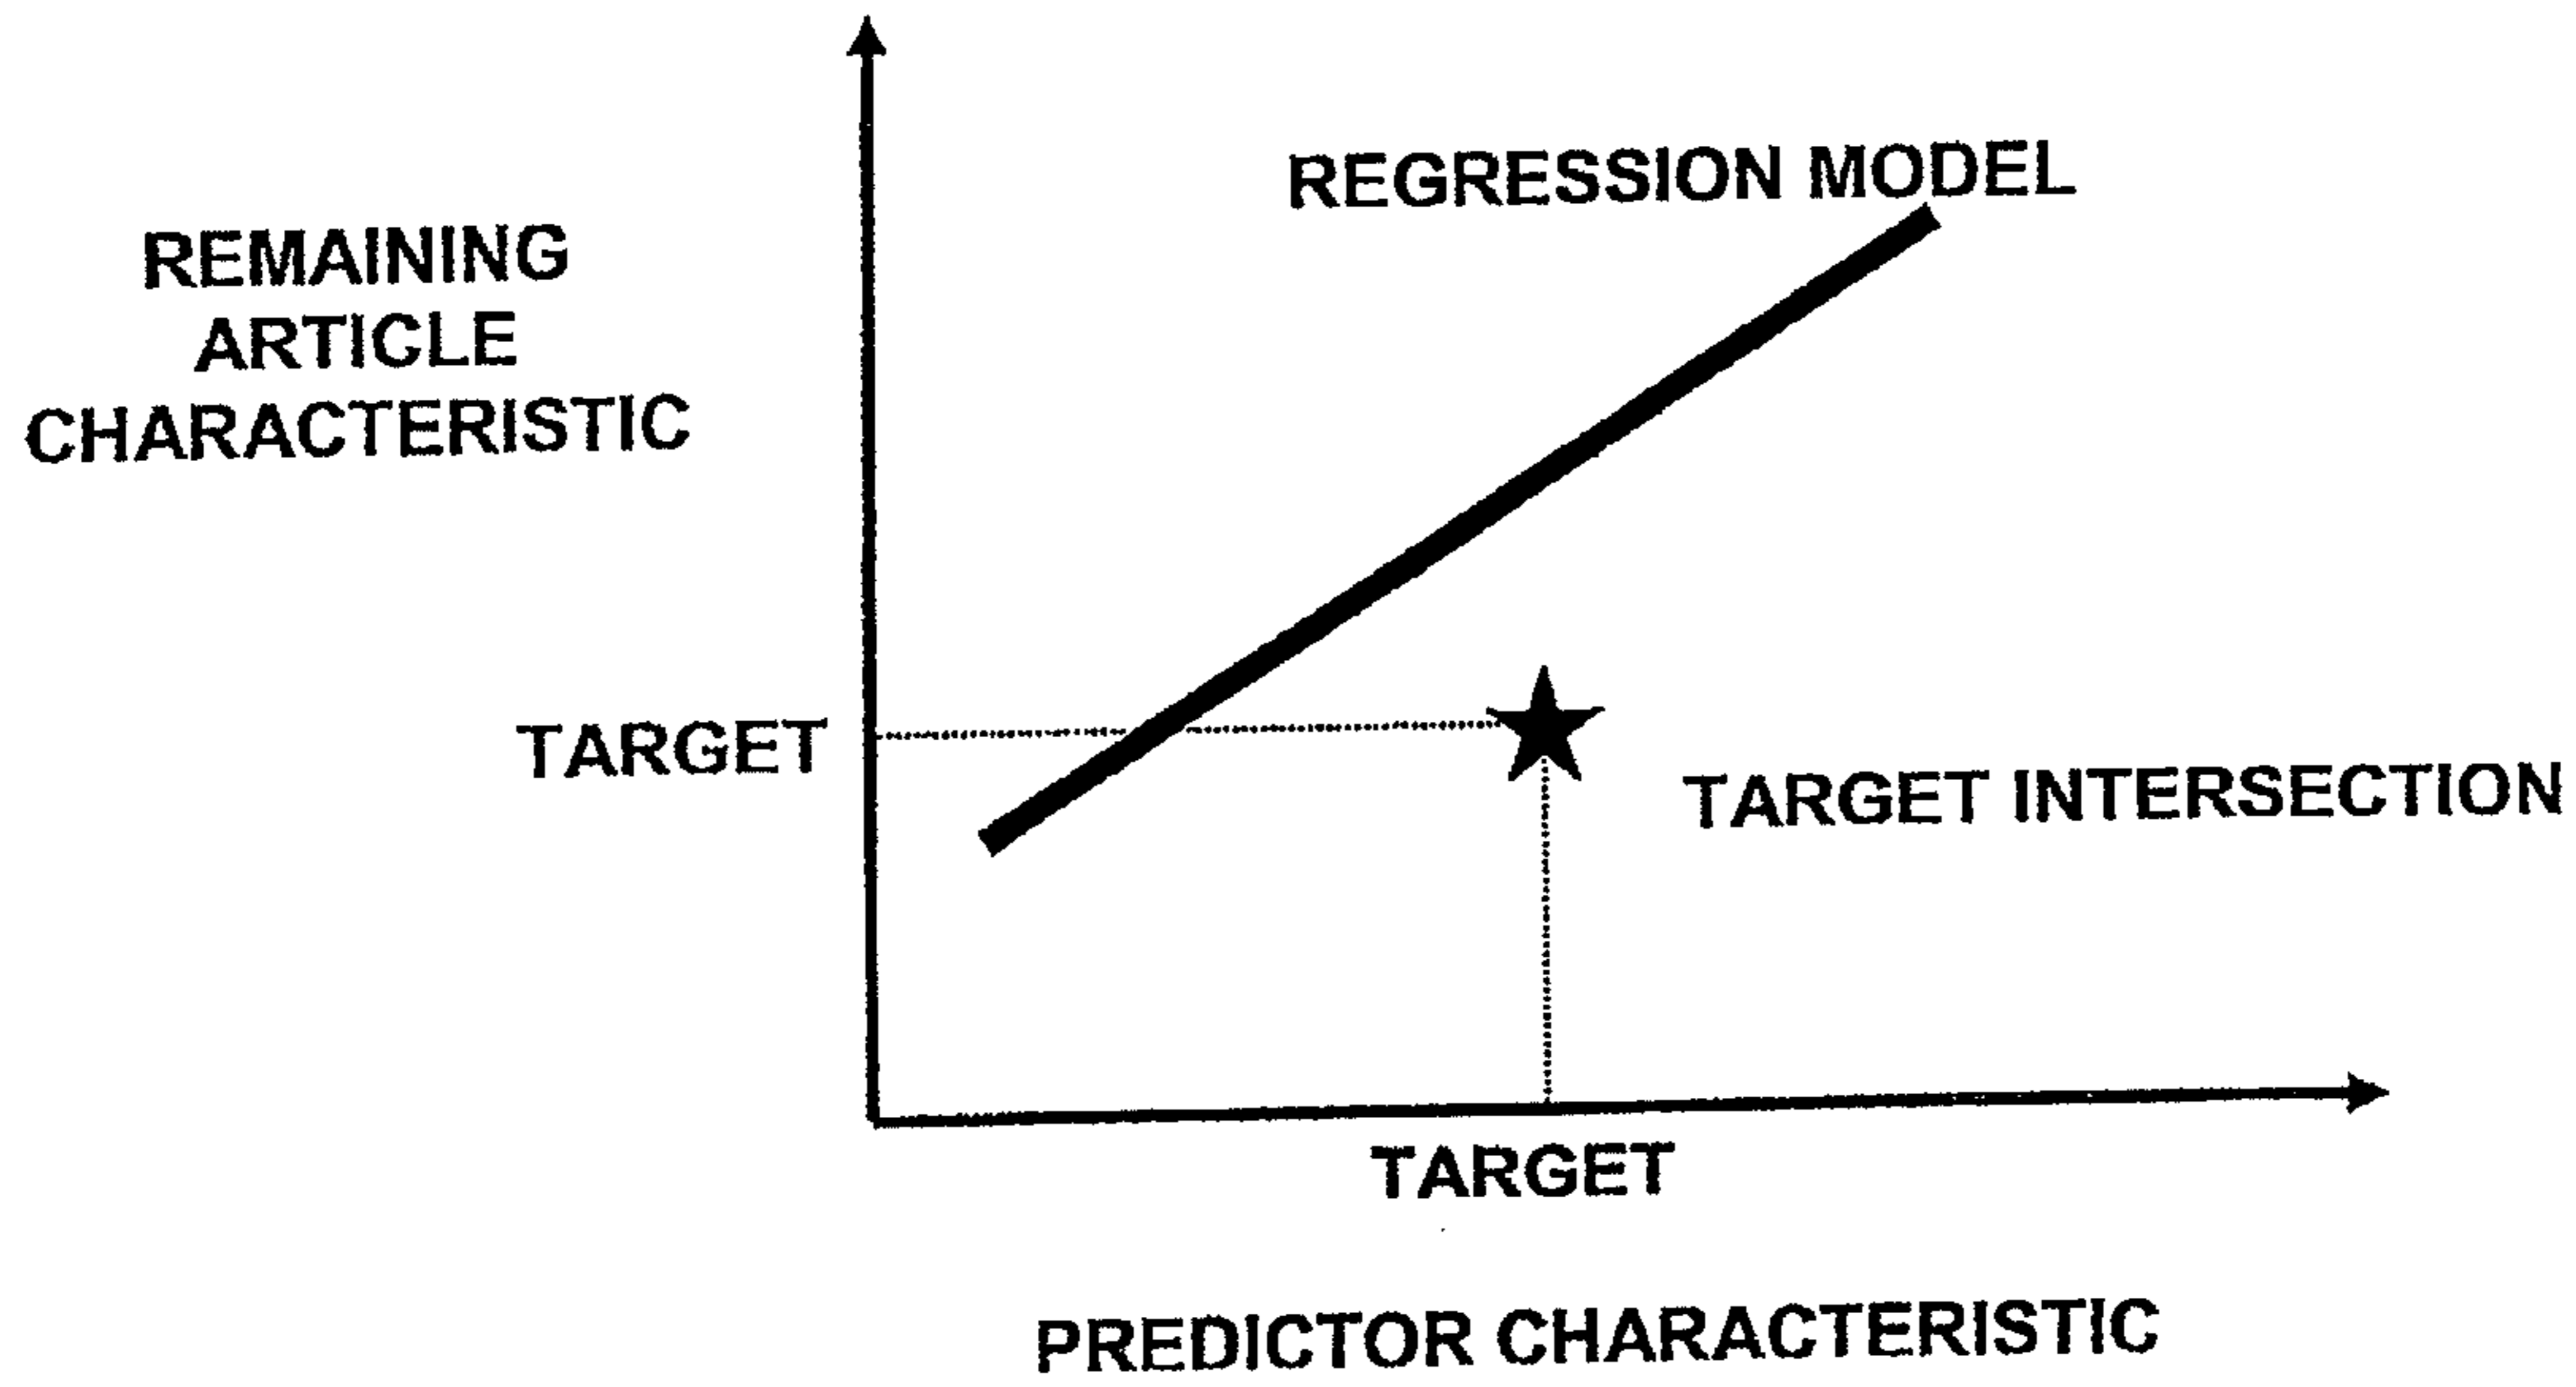 REGRESSION MODEL
REMAINING
ARTICLE
CHARACTERISTIC
TARGET
TARGET INTERSECTION
TARGET
PREDICTOR CHARACTERISTIC